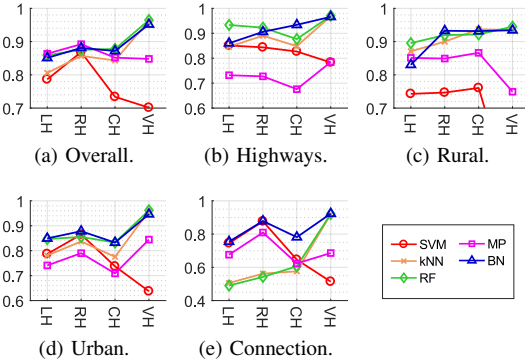 1
0.9
0.8
0.7
LH
RH
CH
VH
(a) Overall.
1
0.9
0.8
0.7
0.6
LH
RH
CH
VH
(b) Highways.
1
0.9
0.8
0.7
LH
RH
CH
VH
(c) Rural.
1
0.9
0.8
0.7
0.6
LH
RH
CH
VH
(d) Urban.
1
0.8
0.6
0.4
LH
RH
CH
VH
(e) Connection.
SVM
kNN
RF
MP
BN